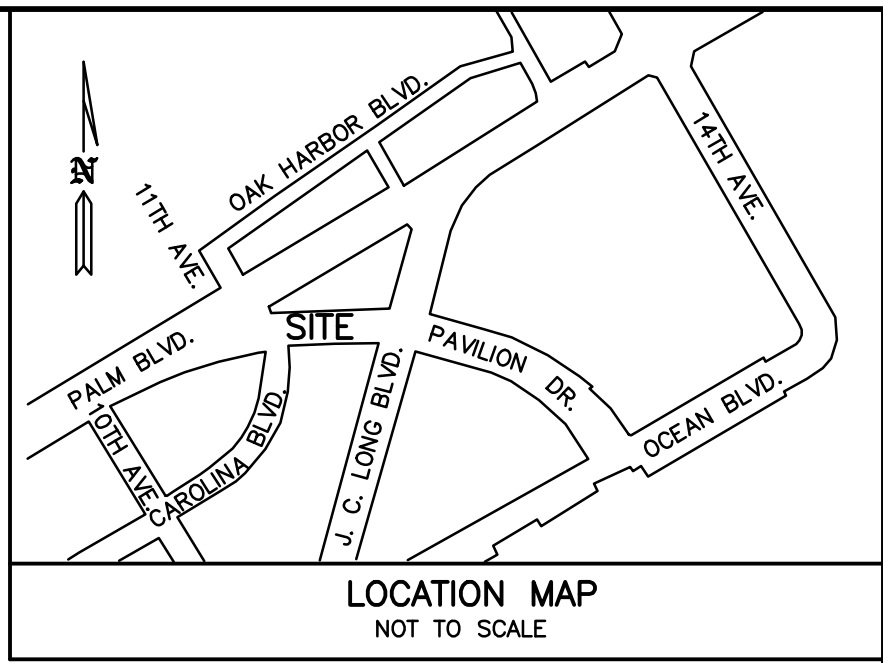 OAK HARBOR BLVD.
N
11TH AVE.
14TH AVE.
SITE
PALM BLVD.
PAVILION DR.
10TH AVE.
CAROLINA BLVD.
J. C. LONG BLVD.
OCEAN BLVD.
LOCATION MAP
NOT TO SCALE